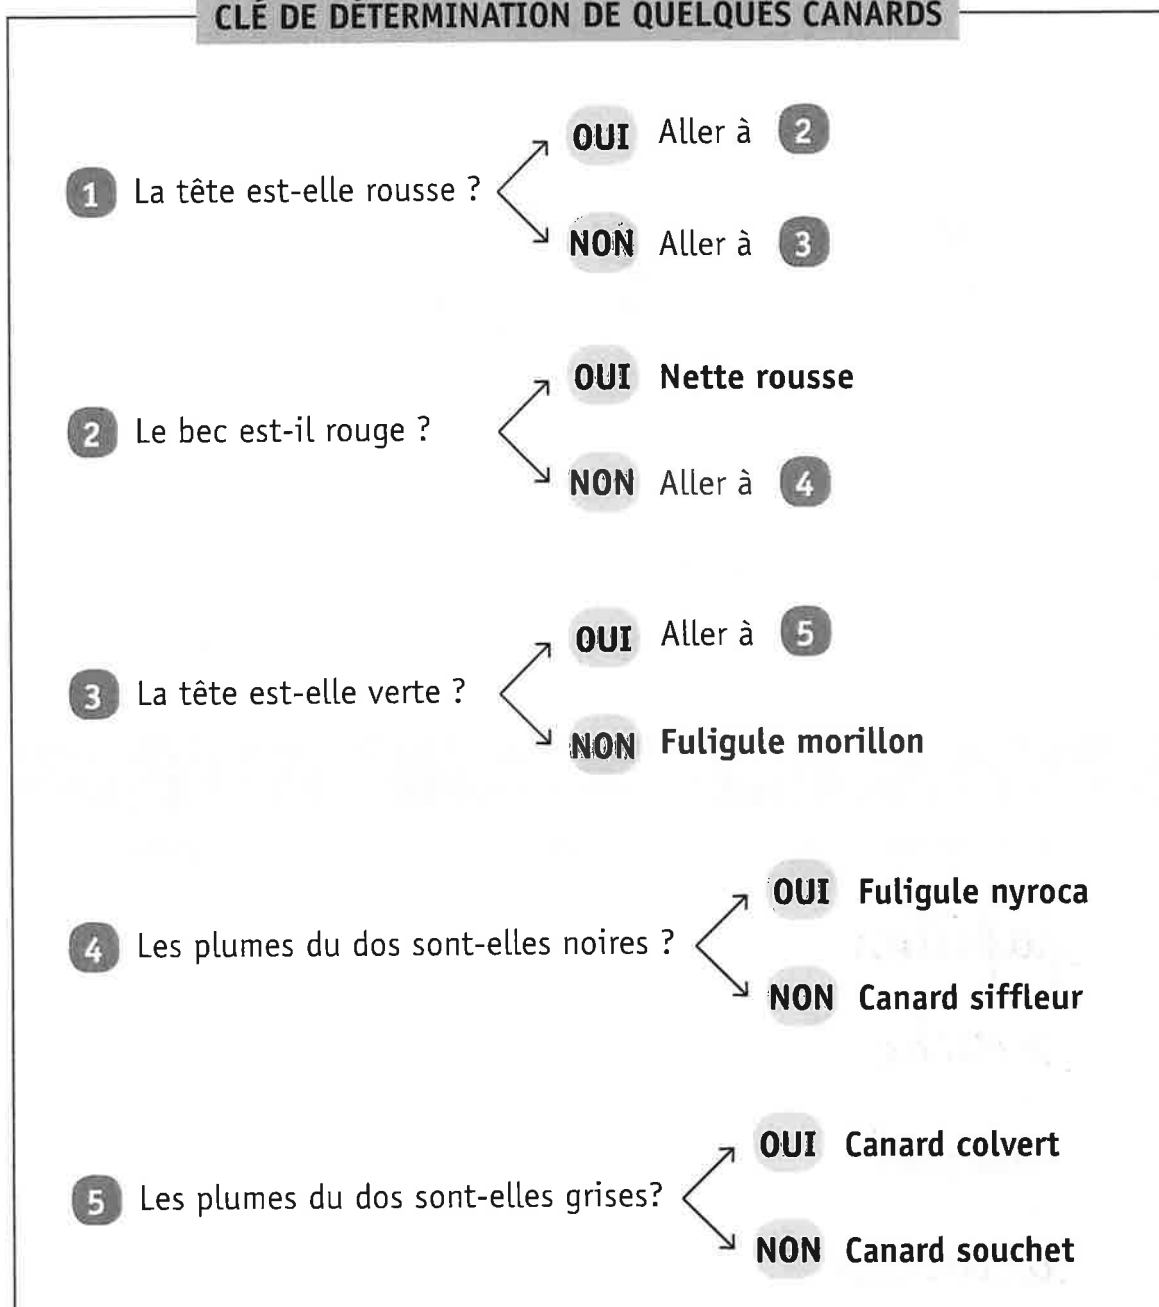 CLÉ DE DÉTERMINATION DE QUELQUES CANARDS
OUI Aller à 2
1 La tête est-elle rousse ?
NON Aller à 3
OUI Nette rousse
2 Le bec est-il rouge ?
NON Aller à 4
OUI Aller à 5
3 La tête est-elle verte ?
NON Fuligule morillon
OUI Fuligule nyroca
4 Les plumes du dos sont-elles noires ?
NON Canard siffleur
OUI Canard colvert
5 Les plumes du dos sont-elles grises?
NON Canard souchet